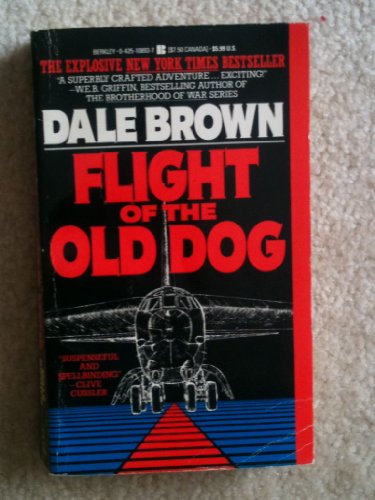 BERKLEY • 0-425-10893-7 B [$7.50 CANADA] • $5.99 U.S.
THE EXPLOSIVE NEW YORK TIMES BESTSELLER
"A SUPERBLY CRAFTED ADVENTURE... EXCITING!"
—W.E.B. GRIFFIN, BESTSELLING AUTHOR OF
THE BROTHERHOOD OF WAR SERIES
DALE BROWN
FLIGHT
OF THE
OLD DOG
"SUSPENSEFUL
AND
SPELLBINDING"
—CLIVE
CUSSLER